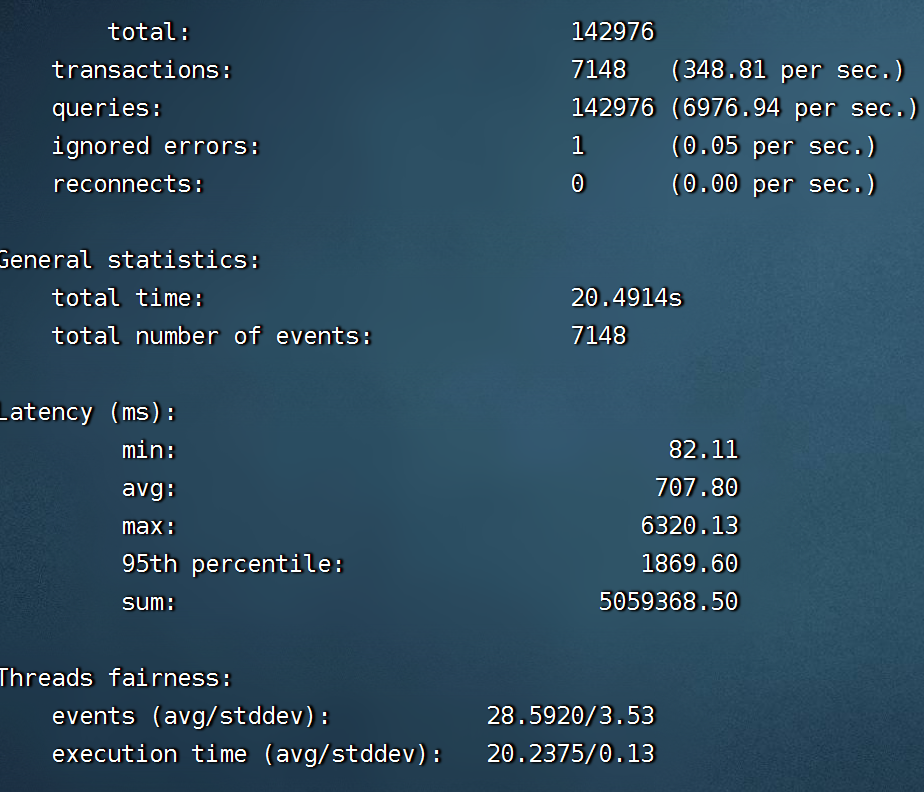 total: 142976
transactions: 7148 (348.81 per sec.)
queries: 142976 (6976.94 per sec.)
ignored errors: 1 (0.05 per sec.)
reconnects: 0 (0.00 per sec.)
General statistics:
total time: 20.4914s
total number of events: 7148
Latency (ms):
min: 82.11
avg: 707.80
max: 6320.13
95th percentile: 1869.60
sum: 5059368.50
Threads fairness:
events (avg/stddev): 28.5920/3.53
execution time (avg/stddev): 20.2375/0.13